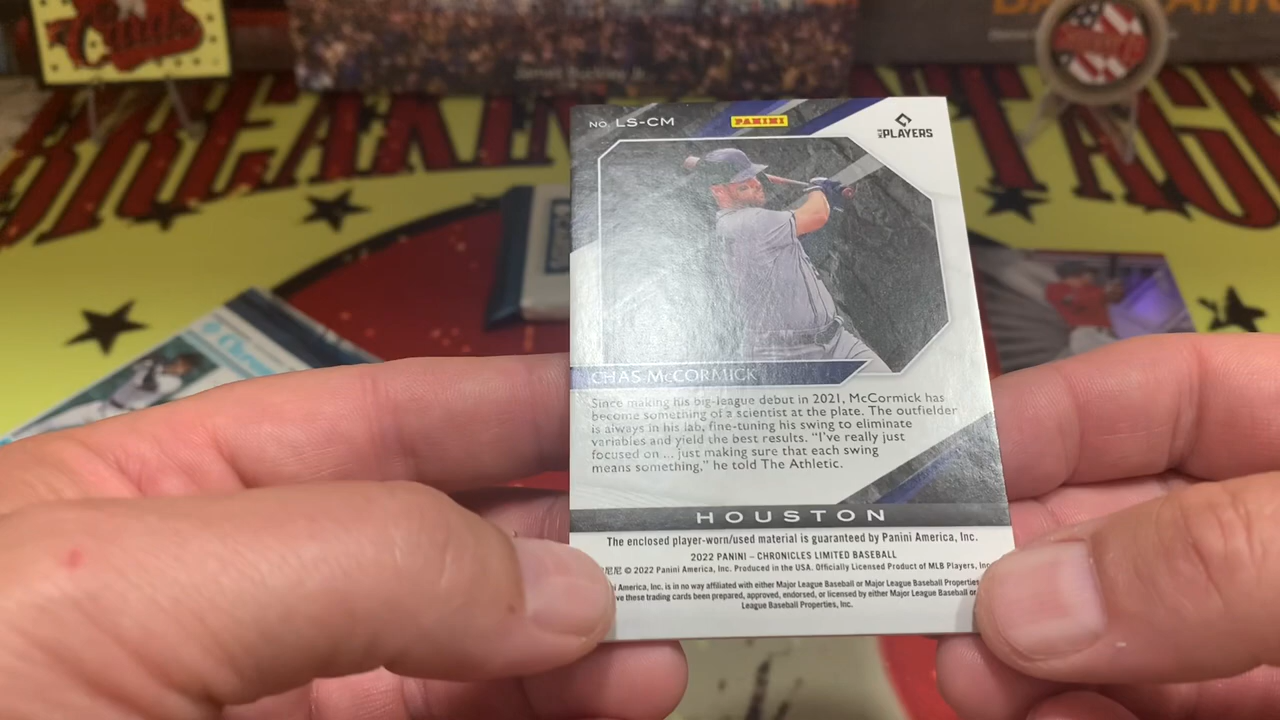 BREAKIN
STAGE
NO. LS-CM
PANINI
MLB PLAYERS
CHAS McCORMICK
Since making his big-league debut in 2021, McCormick has
become something of a scientist at the plate. The outfielder
is always in his lab, fine-tuning his swing to eliminate
variables and yield the best results. “I’ve really just
focused on ... just making sure that each swing
means something,” he told The Athletic.
HOUSTON
The enclosed player-worn/used material is guaranteed by Panini America, Inc.
2022 PANINI – CHRONICLES LIMITED BASEBALL
尼 © 2022 Panini America, Inc. Produced in the USA. Officially Licensed Product of MLB Players, Inc
America, Inc. is in no way affiliated with either Major League Baseball or Major League Baseball Properties
these trading cards been prepared, approved, endorsed, or licensed by either Major League Baseball or
League Baseball Properties, Inc.